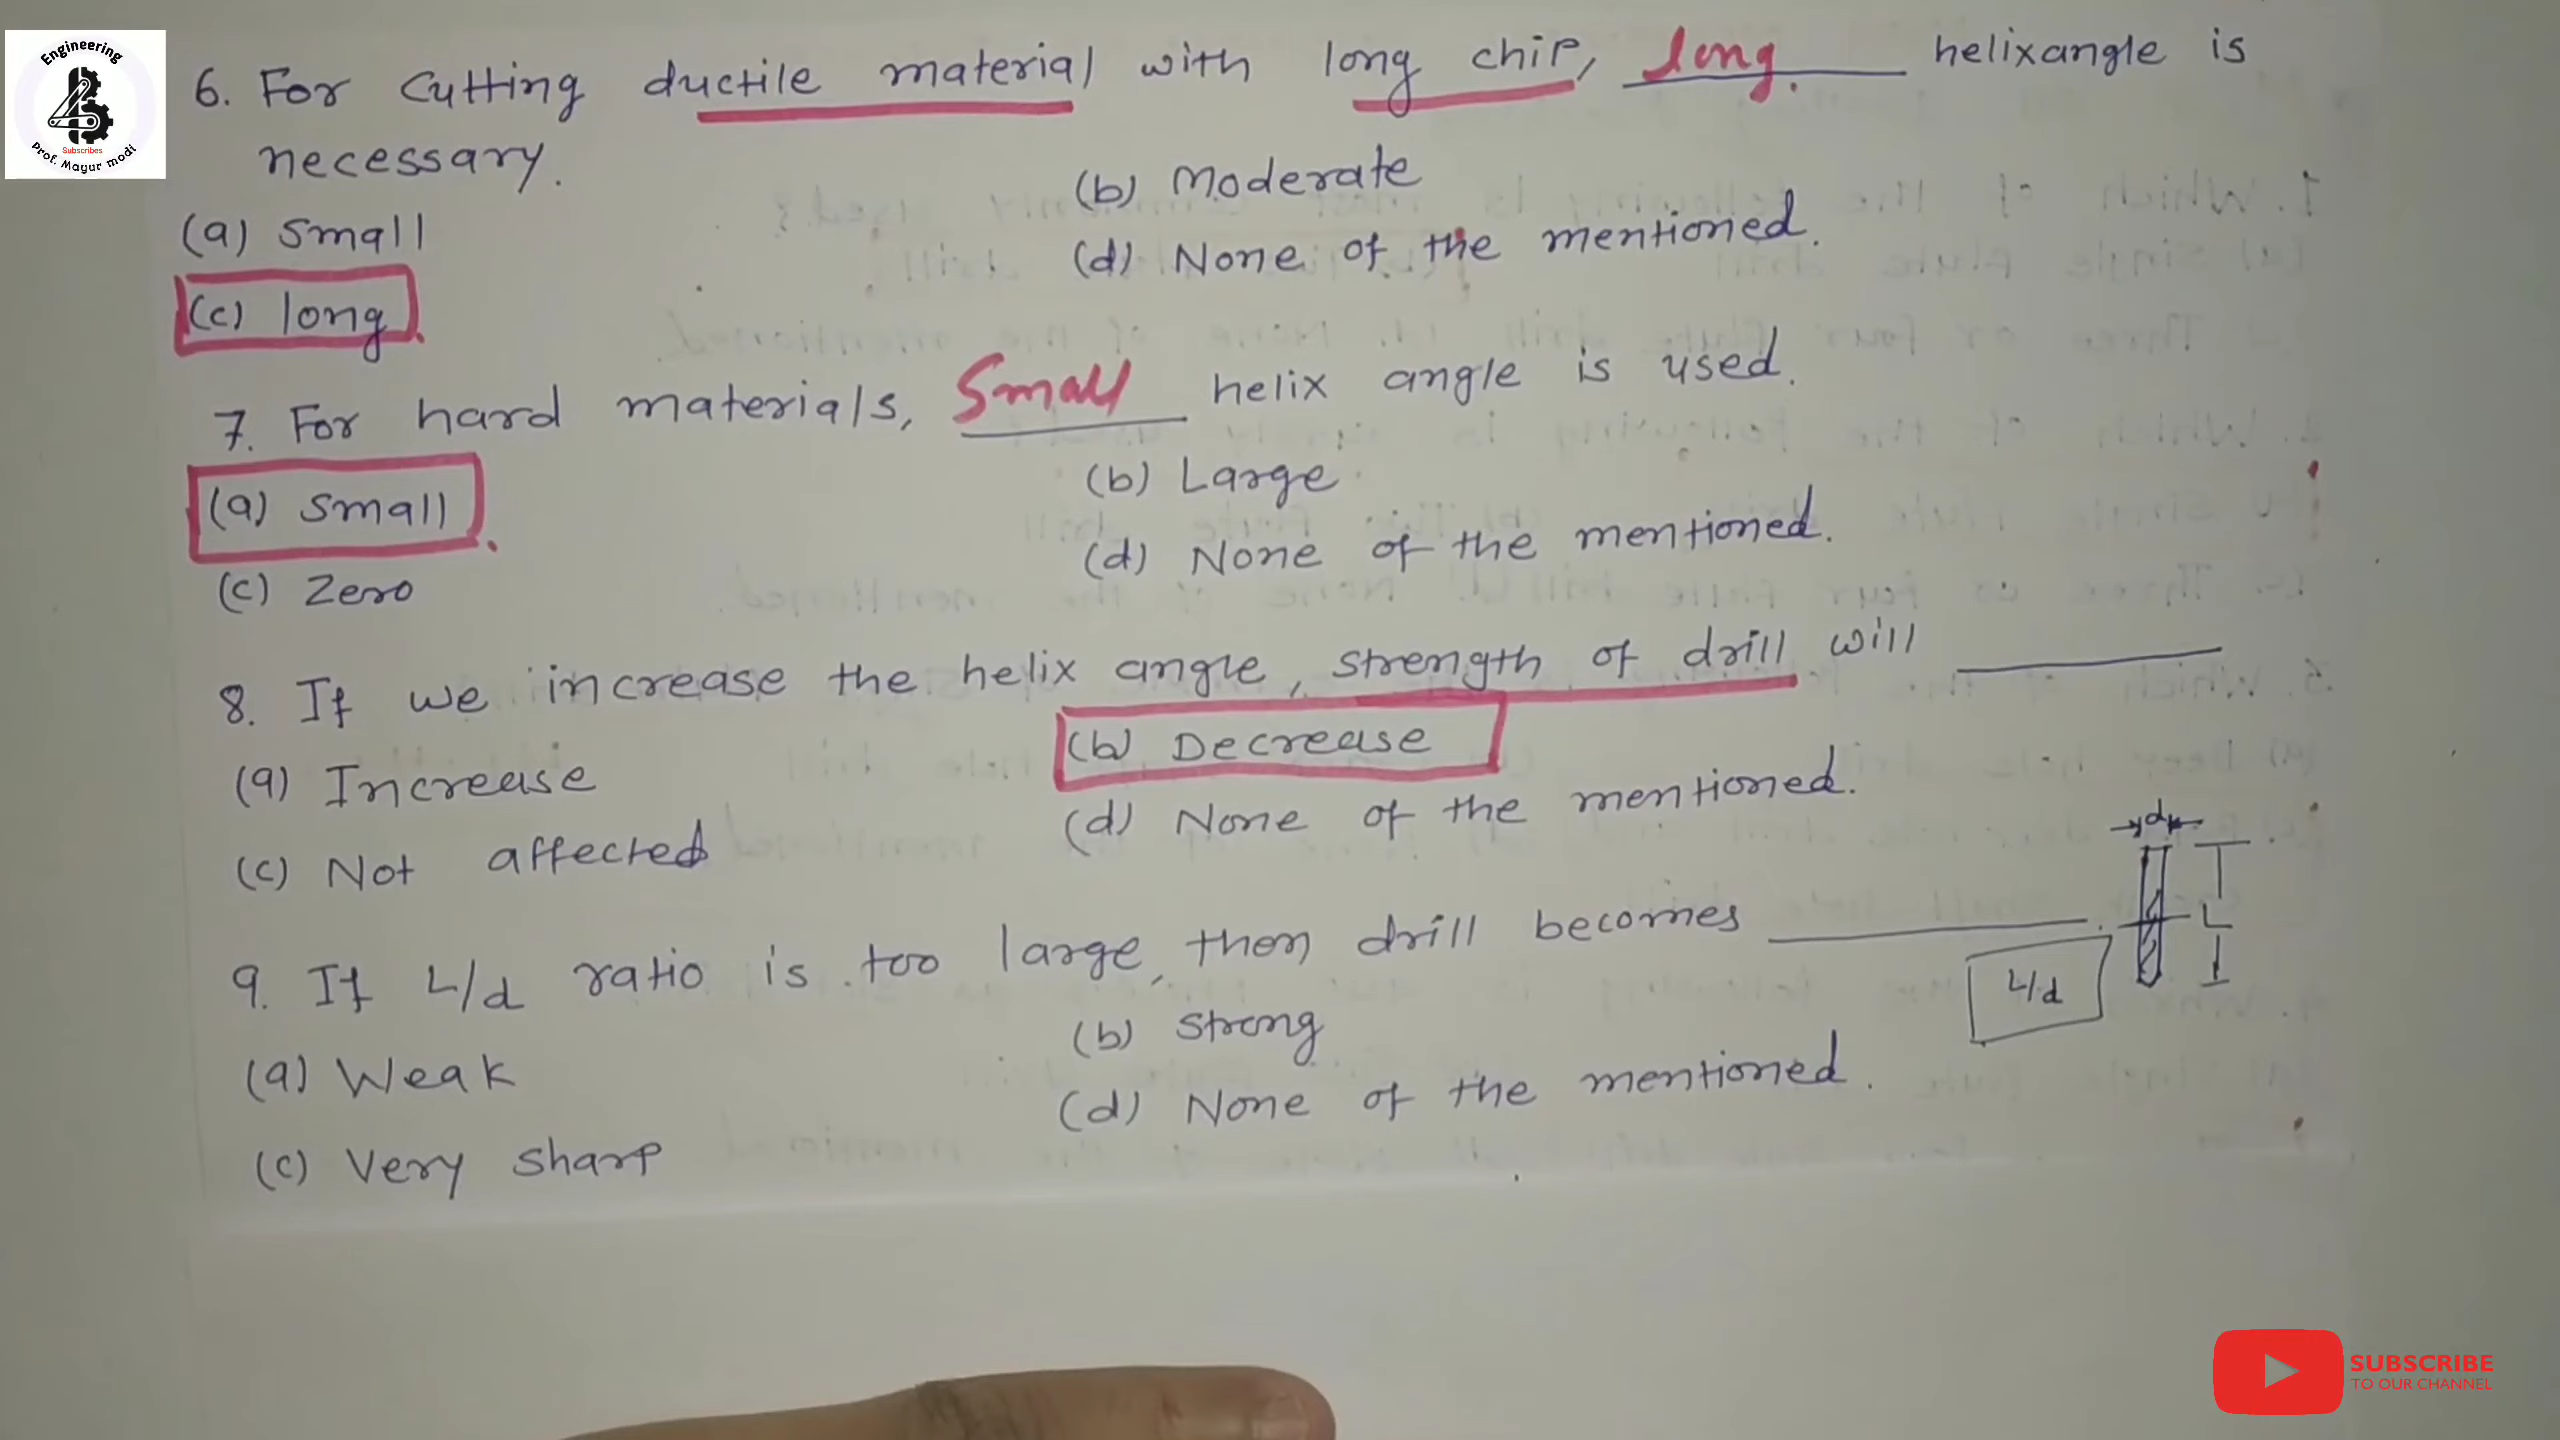 Engineering
Subscribes
Prof. Mayur modi
6. For cutting ductile material with long chip, long. helixangle is
necessary.
(a) small
(b) Moderate
(c) long
(d) None of the mentioned.
7. For hard materials, Small helix angle is used.
(a) small
(b) Large
(c) Zero
(d) None of the mentioned.
8. If we increase the helix angle, strength of drill will
(a) Increase
(b) Decrease
(c) Not affected
(d) None of the mentioned.
9. If L/d ratio is too large, then drill becomes
(a) Weak
(b) strong
(c) Very sharp
(d) None of the mentioned.
d
L
L/d
SUBSCRIBE
TO OUR CHANNEL